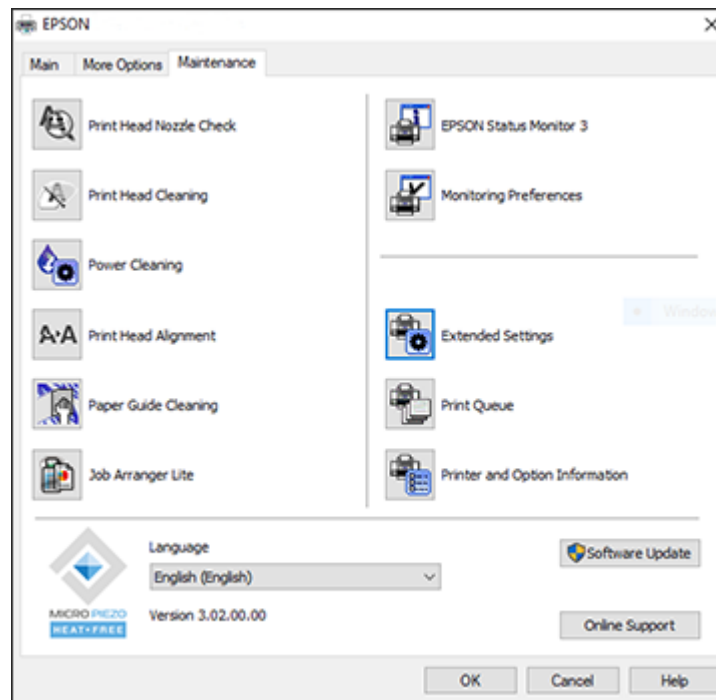 EPSON
Main
More Options
Maintenance
Print Head Nozzle Check
Print Head Cleaning
Power Cleaning
Print Head Alignment
Paper Guide Cleaning
Job Arranger Lite
EPSON Status Monitor 3
Monitoring Preferences
Window
Extended Settings
Print Queue
Printer and Option Information
MICRO PIEZO
HEAT-FREE
Language
English (English)
Version 3.02.00.00
Software Update
Online Support
OK
Cancel
Help